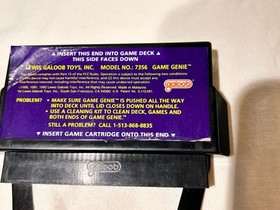 ▲ INSERT THIS END INTO GAME DECK ▲
THIS SIDE FACES DOWN
LEWIS GALOOB TOYS, INC. MODEL NO.: 7356 GAME GENIE™
galoob
PROBLEM? • MAKE SURE GAME GENIE™ IS PUSHED ALL THE WAY
INTO DECK UNTIL LID CLOSES DOWN ON HANDLE.
• USE A CLEANING KIT TO CLEAN DECK, GAMES AND
BOTH ENDS OF GAME GENIE™.
STILL A PROBLEM? CALL 1-513-868-8835
▼ INSERT GAME CARTRIDGE ONTO THIS END ▼
galoob